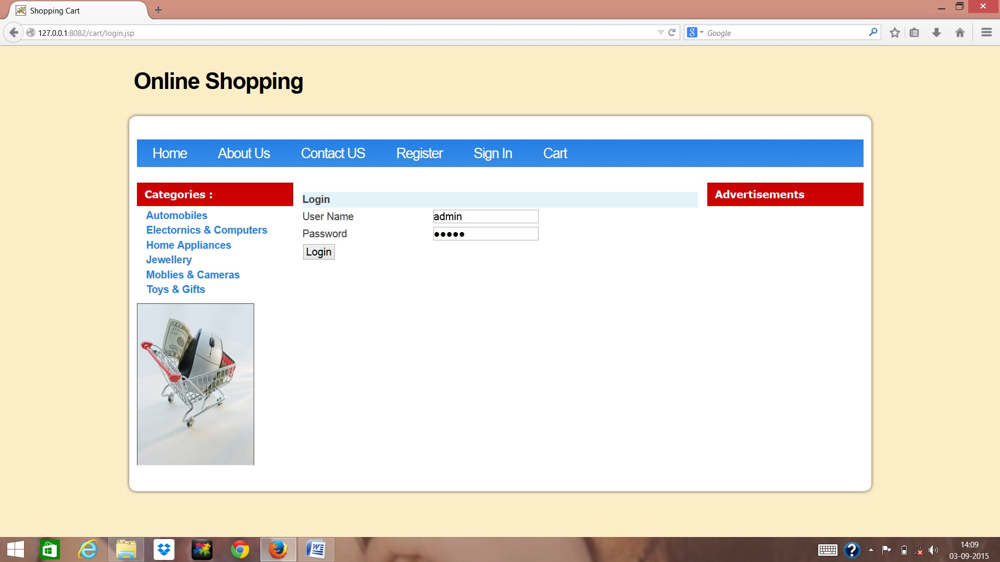 Shopping Cart
127.0.0.1:8082/cart/login.jsp
Google
Online Shopping
Home About Us Contact US Register Sign In Cart
Categories :
Automobiles
Electornics & Computers
Home Appliances
Jewellery
Moblies & Cameras
Toys & Gifts
Login
User Name admin
Password
Login
Advertisements
14:09
03-09-2015